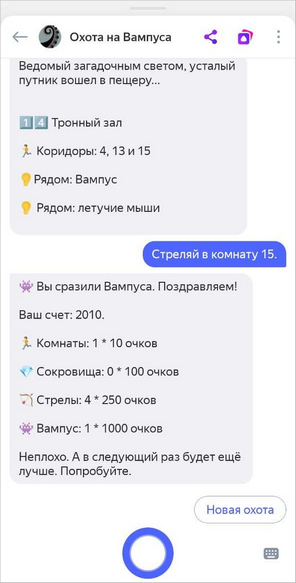 Охота на Вампуса
Ведомый загадочным светом, усталый
путник вошел в пещеру...
1️⃣4️⃣ Тронный зал
🏃 Коридоры: 4, 13 и 15
💡Рядом: Вампус
💡 Рядом: летучие мыши
Стреляй в комнату 15.
👾 Вы сразили Вампуса. Поздравляем!
Ваш счет: 2010.
🏃 Комнаты: 1 * 10 очков
💎 Сокровища: 0 * 100 очков
🏹 Стрелы: 4 * 250 очков
👾 Вампус: 1 * 1000 очков
Неплохо. А в следующий раз будет ещё
лучше. Попробуйте.
Новая охота